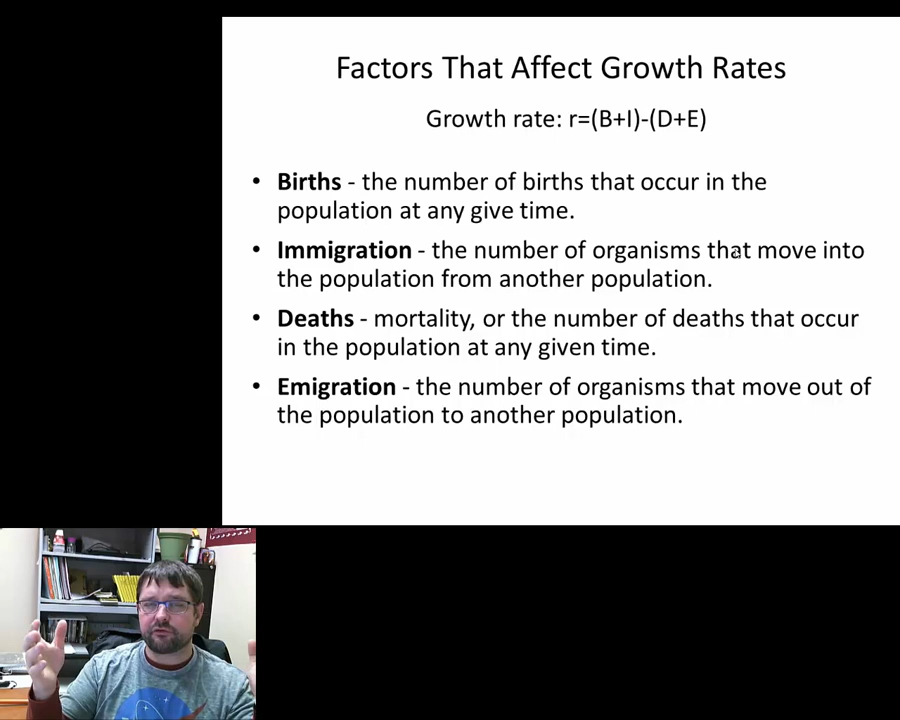 Factors That Affect Growth Rates
Growth rate: r=(B+I)-(D+E)
• Births - the number of births that occur in the
population at any give time.
• Immigration - the number of organisms that move into
the population from another population.
• Deaths - mortality, or the number of deaths that occur
in the population at any given time.
• Emigration - the number of organisms that move out of
the population to another population.